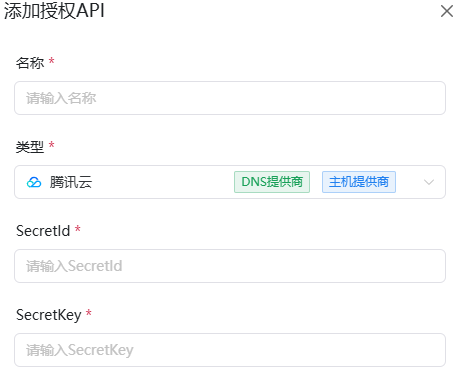 添加授权API
名称 *
请输入名称
类型 *
腾讯云 DNS提供商 主机提供商
SecretId *
请输入SecretId
SecretKey *
请输入SecretKey